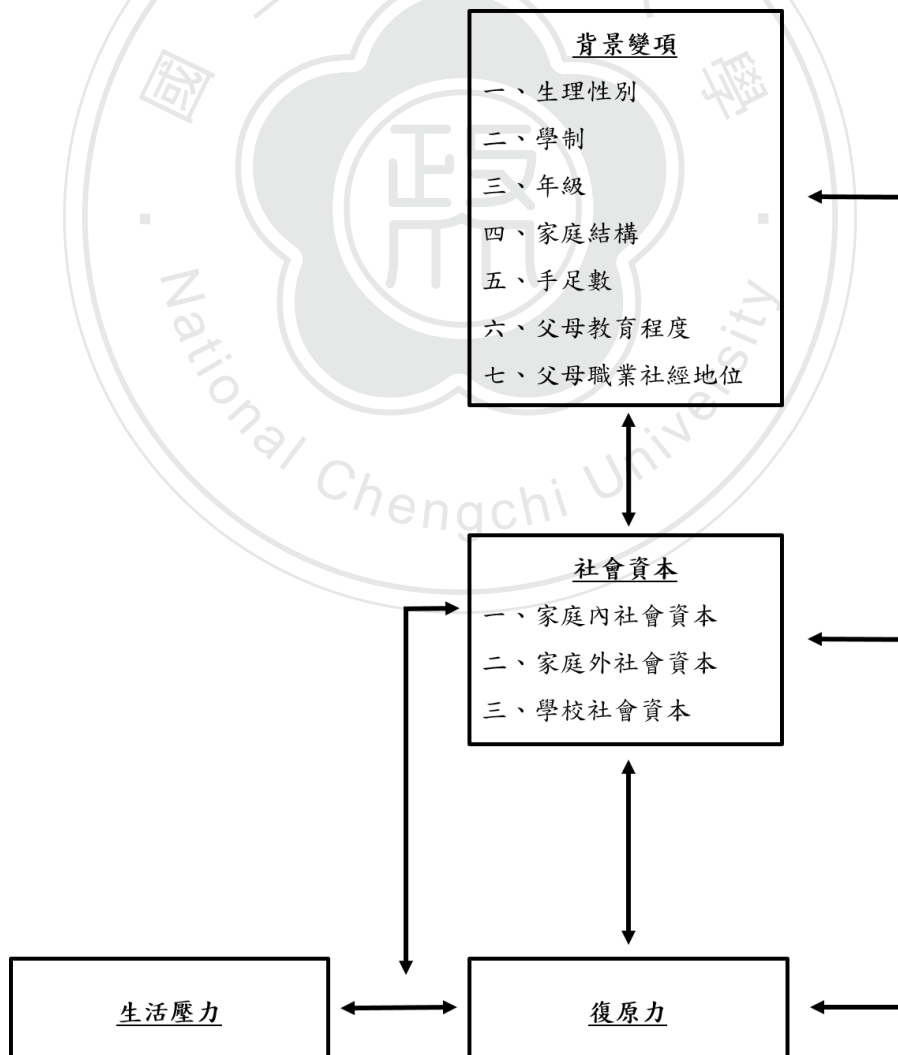 國
學
政
National Chengchi University
背景變項
一、生理性別
二、學制
三、年級
四、家庭結構
五、手足數
六、父母教育程度
七、父母職業社經地位
社會資本
一、家庭內社會資本
二、家庭外社會資本
三、學校社會資本
生活壓力
復原力